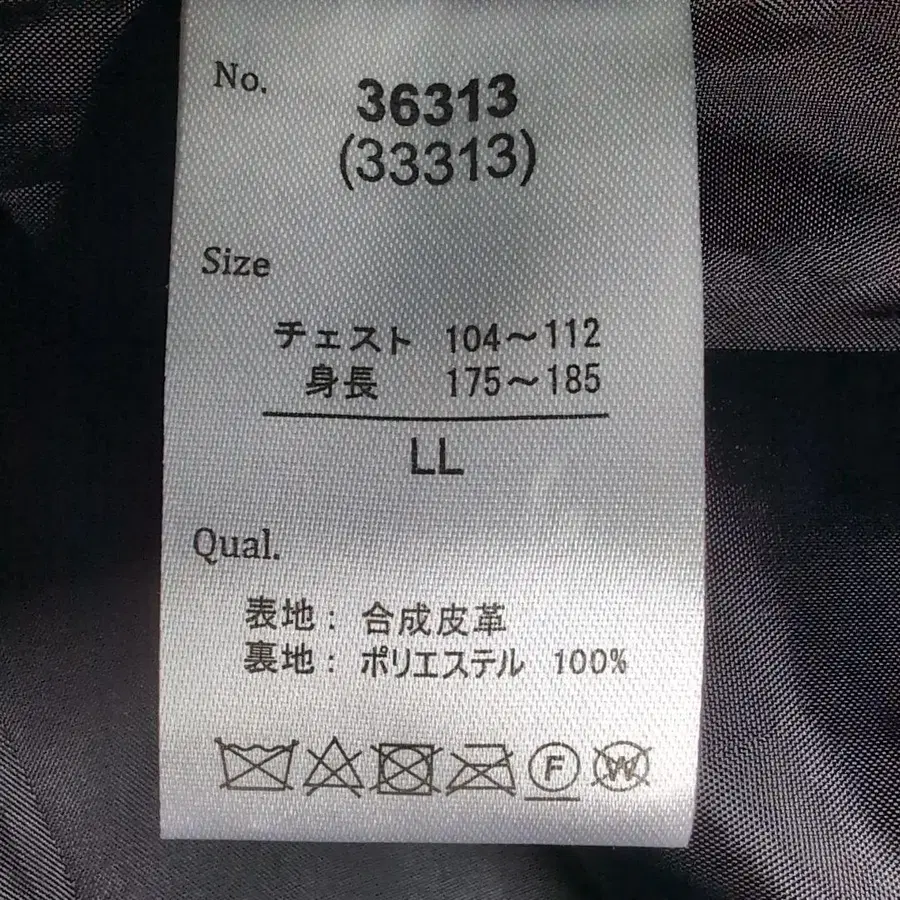 No.
36313
(33313)
Size
チェスト 104～112
身長 175～185
LL
Qual.
表地: 合成皮革
裏地: ポリエステル 100%
F W